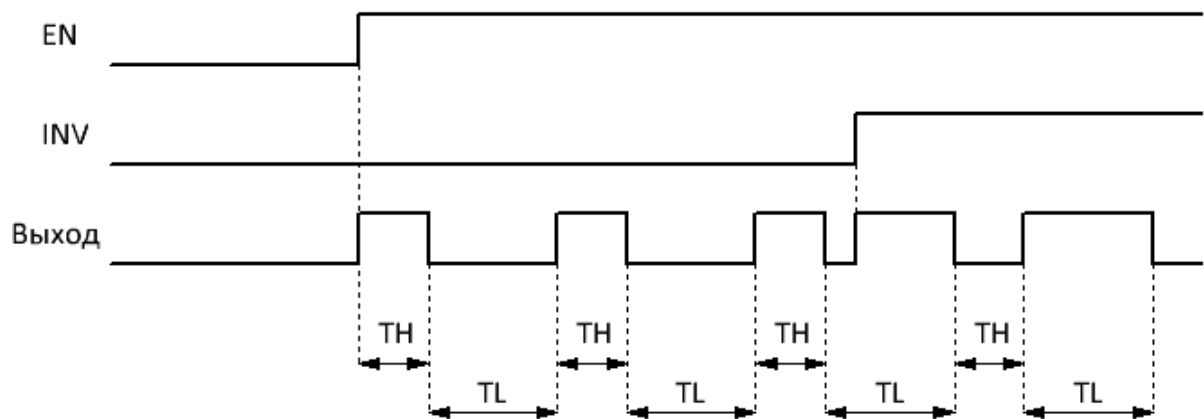 EN
INV
Выход
TH TH TH TH
TL TL TL TL